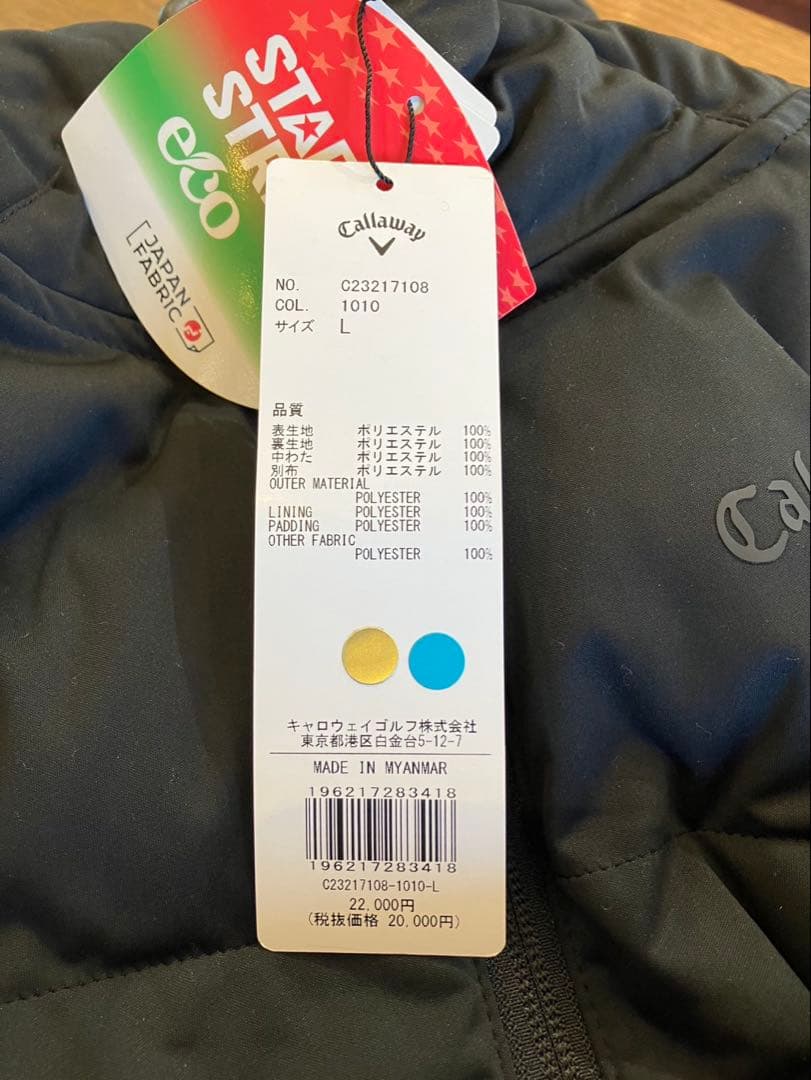 STAR
STR
eco
JAPAN
FABRIC
Callaway
NO. C23217108
COL. 1010
サイズ L
品質
表生地 ポリエステル 100%
裏生地 ポリエステル 100%
中わた ポリエステル 100%
別布 ポリエステル 100%
OUTER MATERIAL
POLYESTER 100%
LINING POLYESTER 100%
PADDING POLYESTER 100%
OTHER FABRIC
POLYESTER 100%
Cal
キャロウェイゴルフ株式会社
東京都港区白金台5-12-7
MADE IN MYANMAR
196217283418
196217283418
C23217108-1010-L
22,000円
(税抜価格 20,000円)